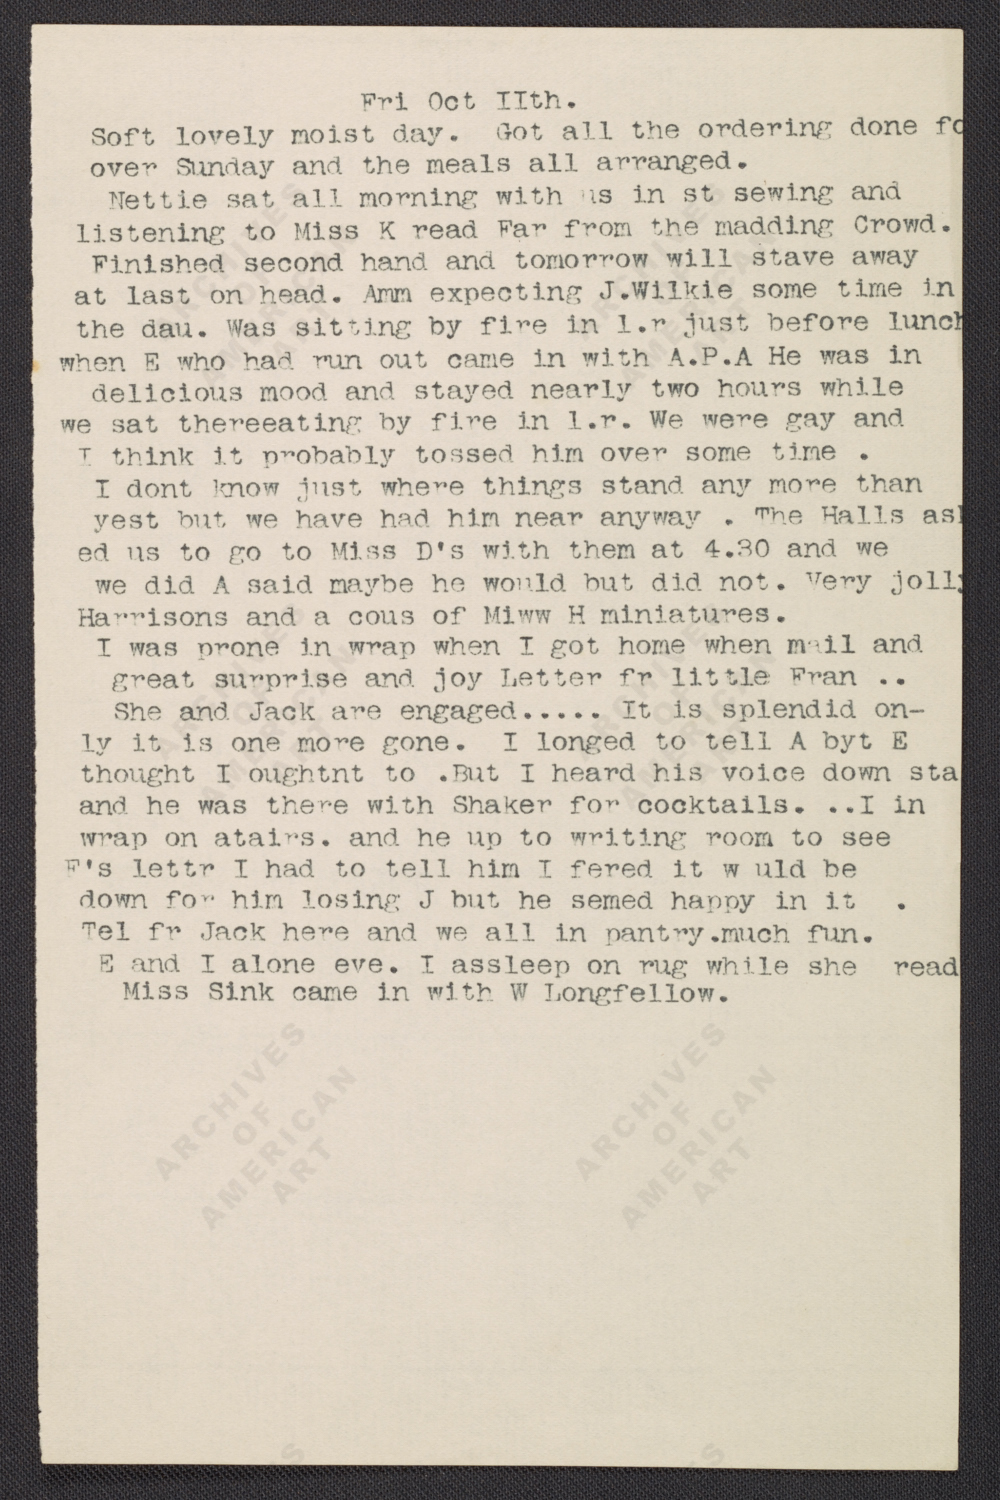 Fri Oct IIth.
Soft lovely moist day. Got all the ordering done fo
over Sunday and the meals all arranged.
Nettie sat all morning with us in st sewing and
listening to Miss K read Far from the madding Crowd.
Finished second hand and tomorrow will stave away
at last on head. Amm expecting J.Wilkie some time in
the dau. Was sitting by fire in l.r just before lunch
when E who had run out came in with A.P.A He was in
delicious mood and stayed nearly two hours while
we sat thereeating by fire in l.r. We were gay and
I think it probably tossed him over some time .
I dont know just where things stand any more than
yest but we have had him near anyway . The Halls ask
ed us to go to Miss D's with them at 4.30 and we
we did A said maybe he would but did not. Very jolly
Harrisons and a cous of Miww H miniatures.
I was prone in wrap when I got home when mail and
great surprise and joy Letter fr little Fran ..
She and Jack are engaged..... It is splendid on-
ly it is one more gone. I longed to tell A byt E
thought I oughtnt to .But I heard his voice down sta
and he was there with Shaker for cocktails. ..I in
wrap on atairs. and he up to writing room to see
F's lettr I had to tell him I fered it w uld be
down for him losing J but he semed happy in it .
Tel fr Jack here and we all in pantry.much fun.
E and I alone eve. I assleep on rug while she read
Miss Sink came in with W Longfellow.
ARCHIVES
OF
AMERICAN
ART
ARCHIVES
OF
AMERICAN
ART